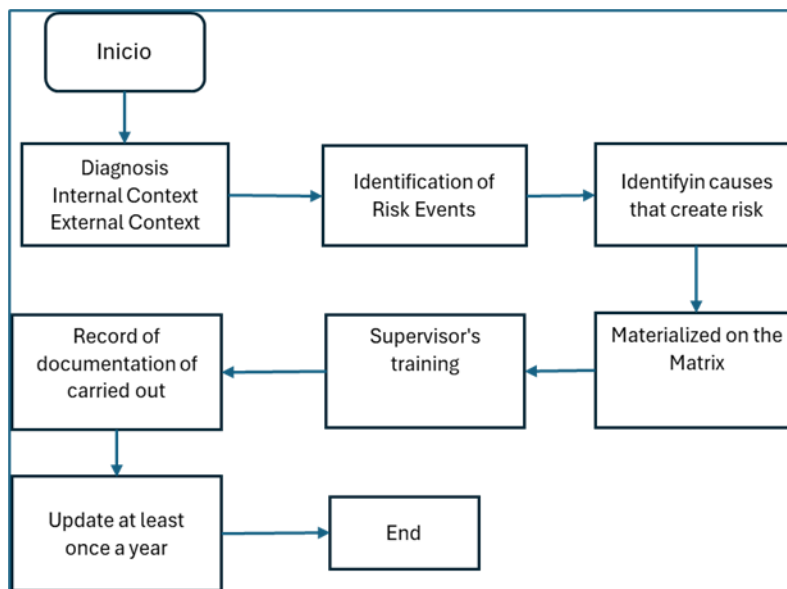 Inicio
Diagnosis
Internal Context
External Context
Identification of
Risk Events
Identifyin causes
that create risk
Materialized on the
Matrix
Supervisor's
training
Record of
documentation of
carried out
Update at least
once a year
End